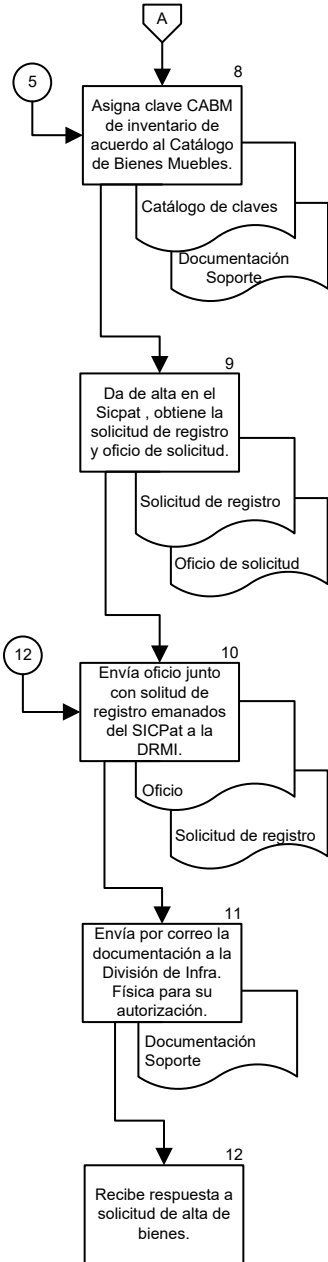 A
8
5
Asigna clave CABM
de inventario de
acuerdo al Catálogo
de Bienes Muebles.
Catálogo de claves
Documentación
Soporte
9
Da de alta en el
Sicpat , obtiene la
solicitud de registro
y oficio de solicitud.
Solicitud de registro
Oficio de solicitud
12
10
Envía oficio junto
con solitud de
registro emanados
del SICPat a la
DRMI.
Oficio
Solicitud de registro
11
Envía por correo la
documentación a la
División de Infra.
Física para su
autorización.
Documentación
Soporte
12
Recibe respuesta a
solicitud de alta de
bienes.